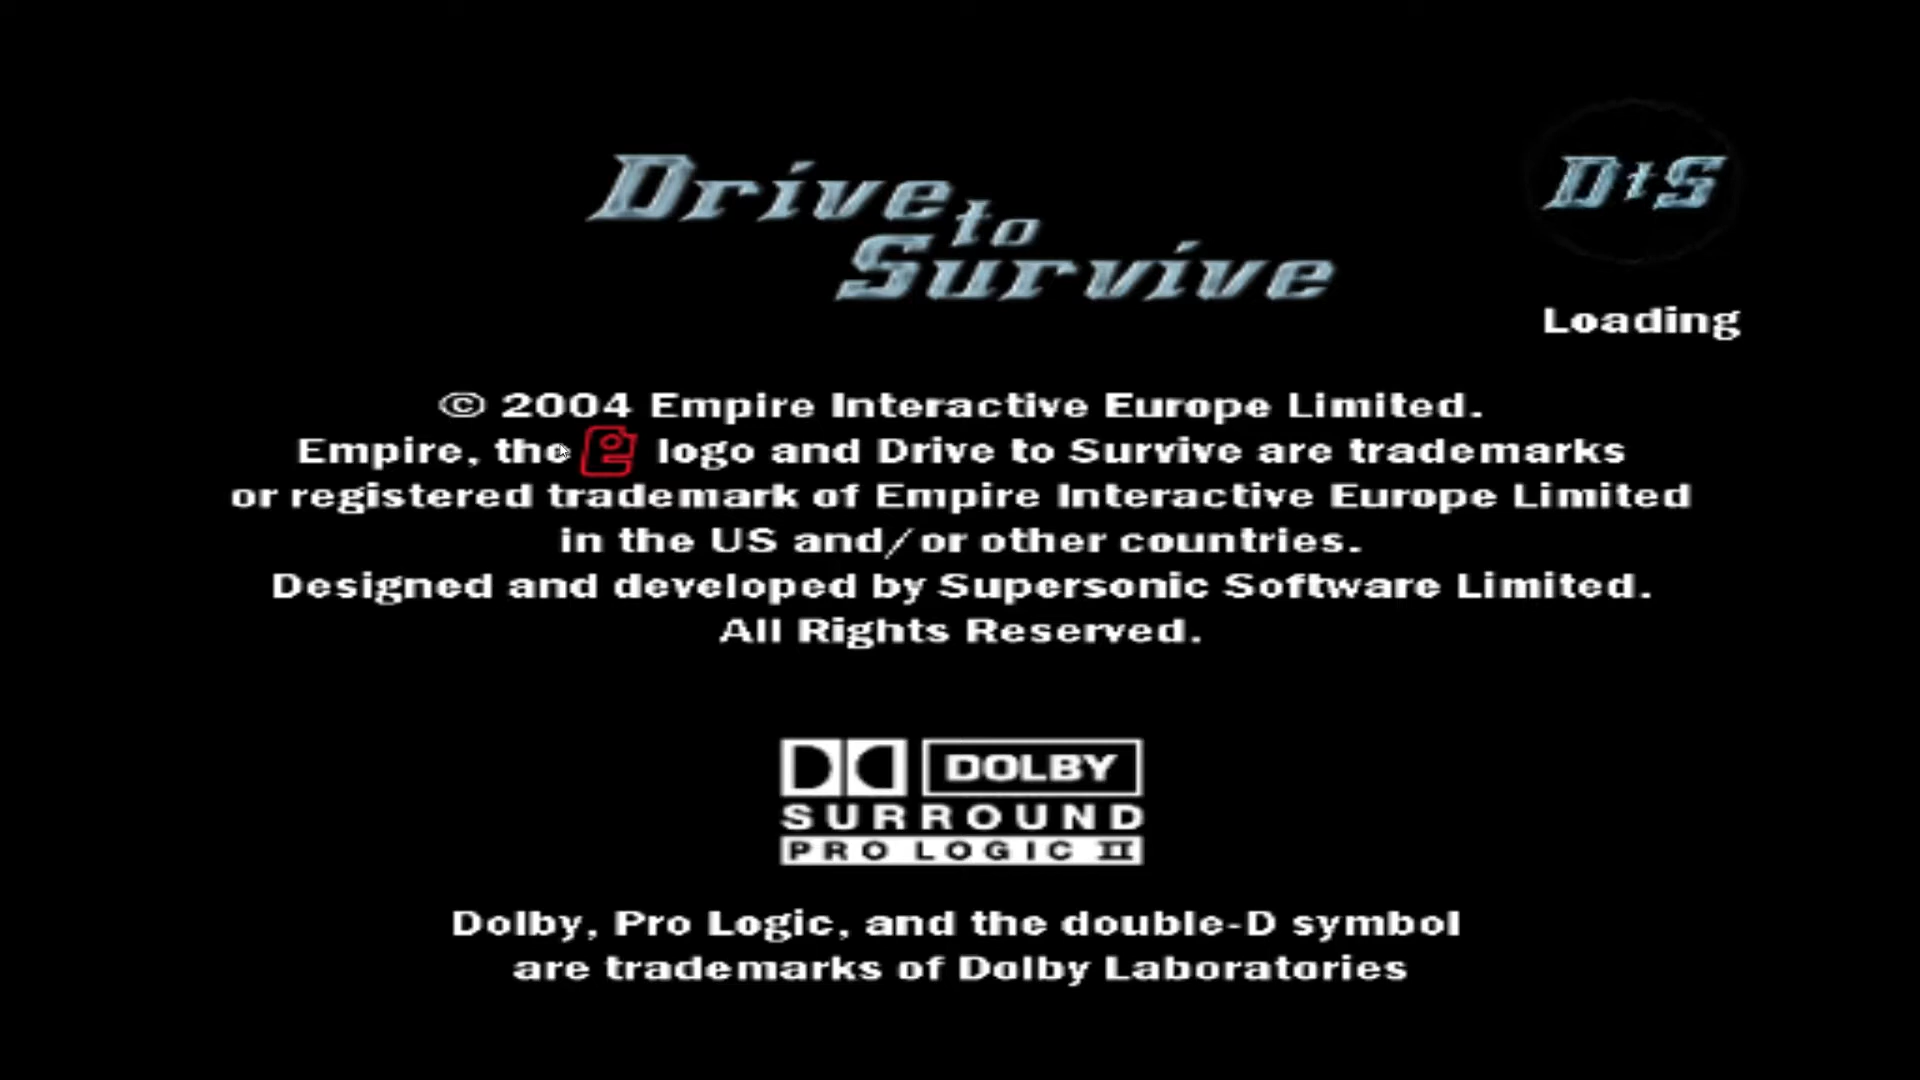 Drive to Survive
DtS
Loading
© 2004 Empire Interactive Europe Limited.
Empire, the e logo and Drive to Survive are trademarks
or registered trademark of Empire Interactive Europe Limited
in the US and/or other countries.
Designed and developed by Supersonic Software Limited.
All Rights Reserved.
DOLBY
SURROUND
PRO LOGIC II
Dolby, Pro Logic, and the double-D symbol
are trademarks of Dolby Laboratories